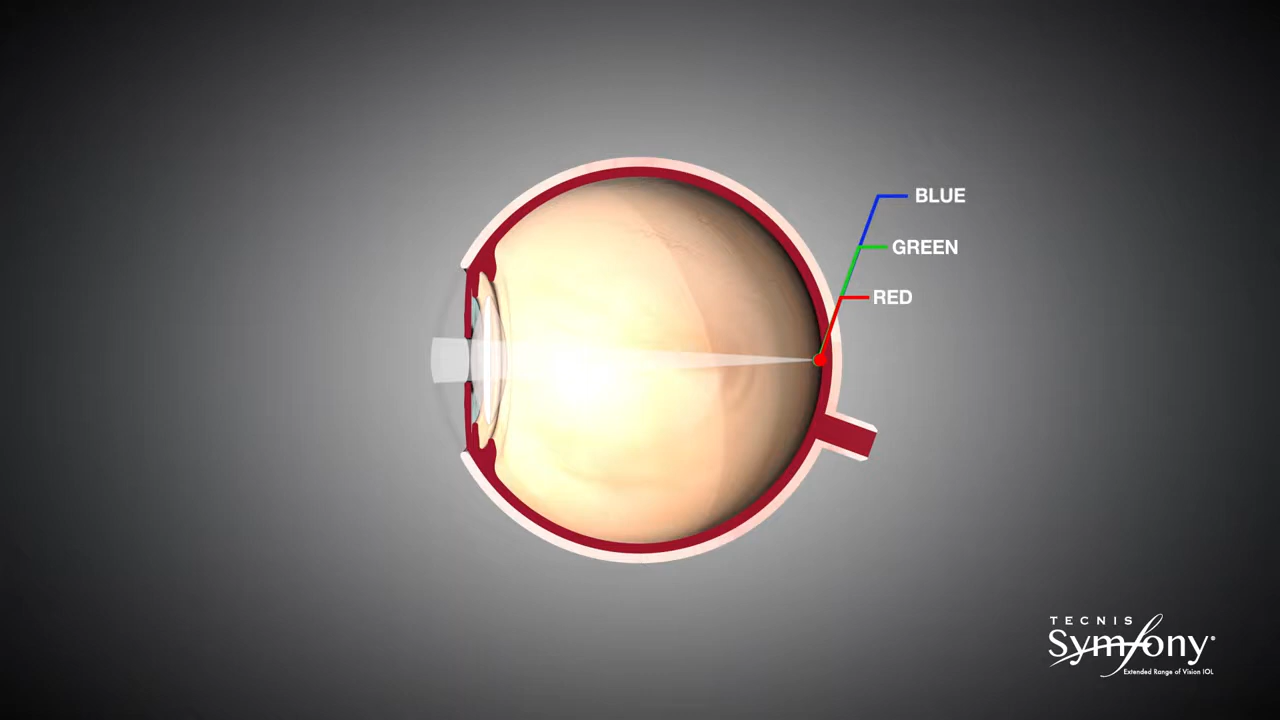 BLUE
GREEN
RED
TECNIS
Symfony
Extended Range of Vision IOL